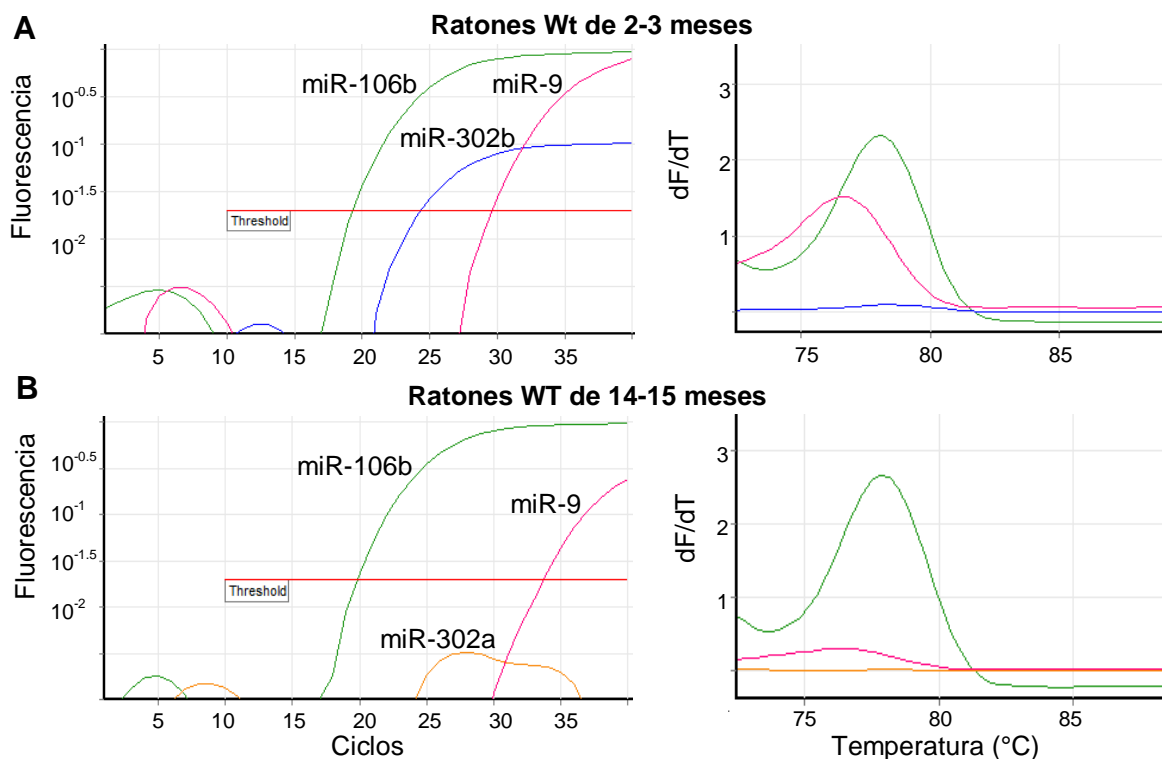 A
Ratones Wt de 2-3 meses
Fluorescencia
10^-0.5
10^-1
10^-1.5
10^-2
miR-106b
miR-9
miR-302b
Threshold
5 10 15 20 25 30 35
dF/dT
3
2
1
75 80 85
B
Ratones WT de 14-15 meses
Fluorescencia
10^-0.5
10^-1
10^-1.5
10^-2
miR-106b
miR-9
Threshold
miR-302a
5 10 15 20 25 30 35
Ciclos
dF/dT
3
2
1
75 80 85
Temperatura (°C)